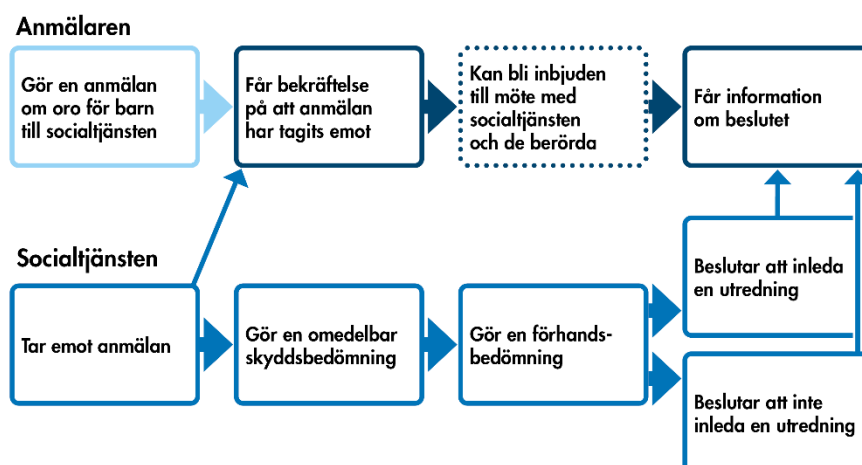 Anmälaren
Gör en anmälan
om oro för barn
till socialtjänsten
Får bekräftelse
på att anmälan
har tagits emot
Kan bli inbjuden
till möte med
socialtjänsten
och de berörda
Får information
om beslutet
Socialtjänsten
Tar emot anmälan
Gör en omedelbar
skyddsbedömning
Gör en förhands-
bedömning
Beslutar att inleda
en utredning
Beslutar att inte
inleda en utredning